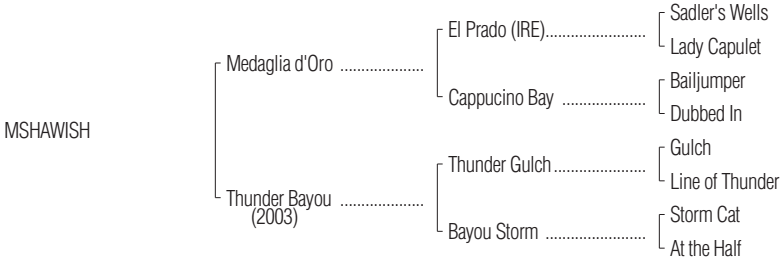 Sadler's Wells
El Prado (IRE)........................
Lady Capulet
Medaglia d'Oro ....................
Bailjumper
Cappucino Bay ....................
Dubbed In
MSHAWISH
Gulch
Thunder Gulch......................
Line of Thunder
Thunder Bayou ....................
(2003)
Storm Cat
Bayou Storm ........................
At the Half